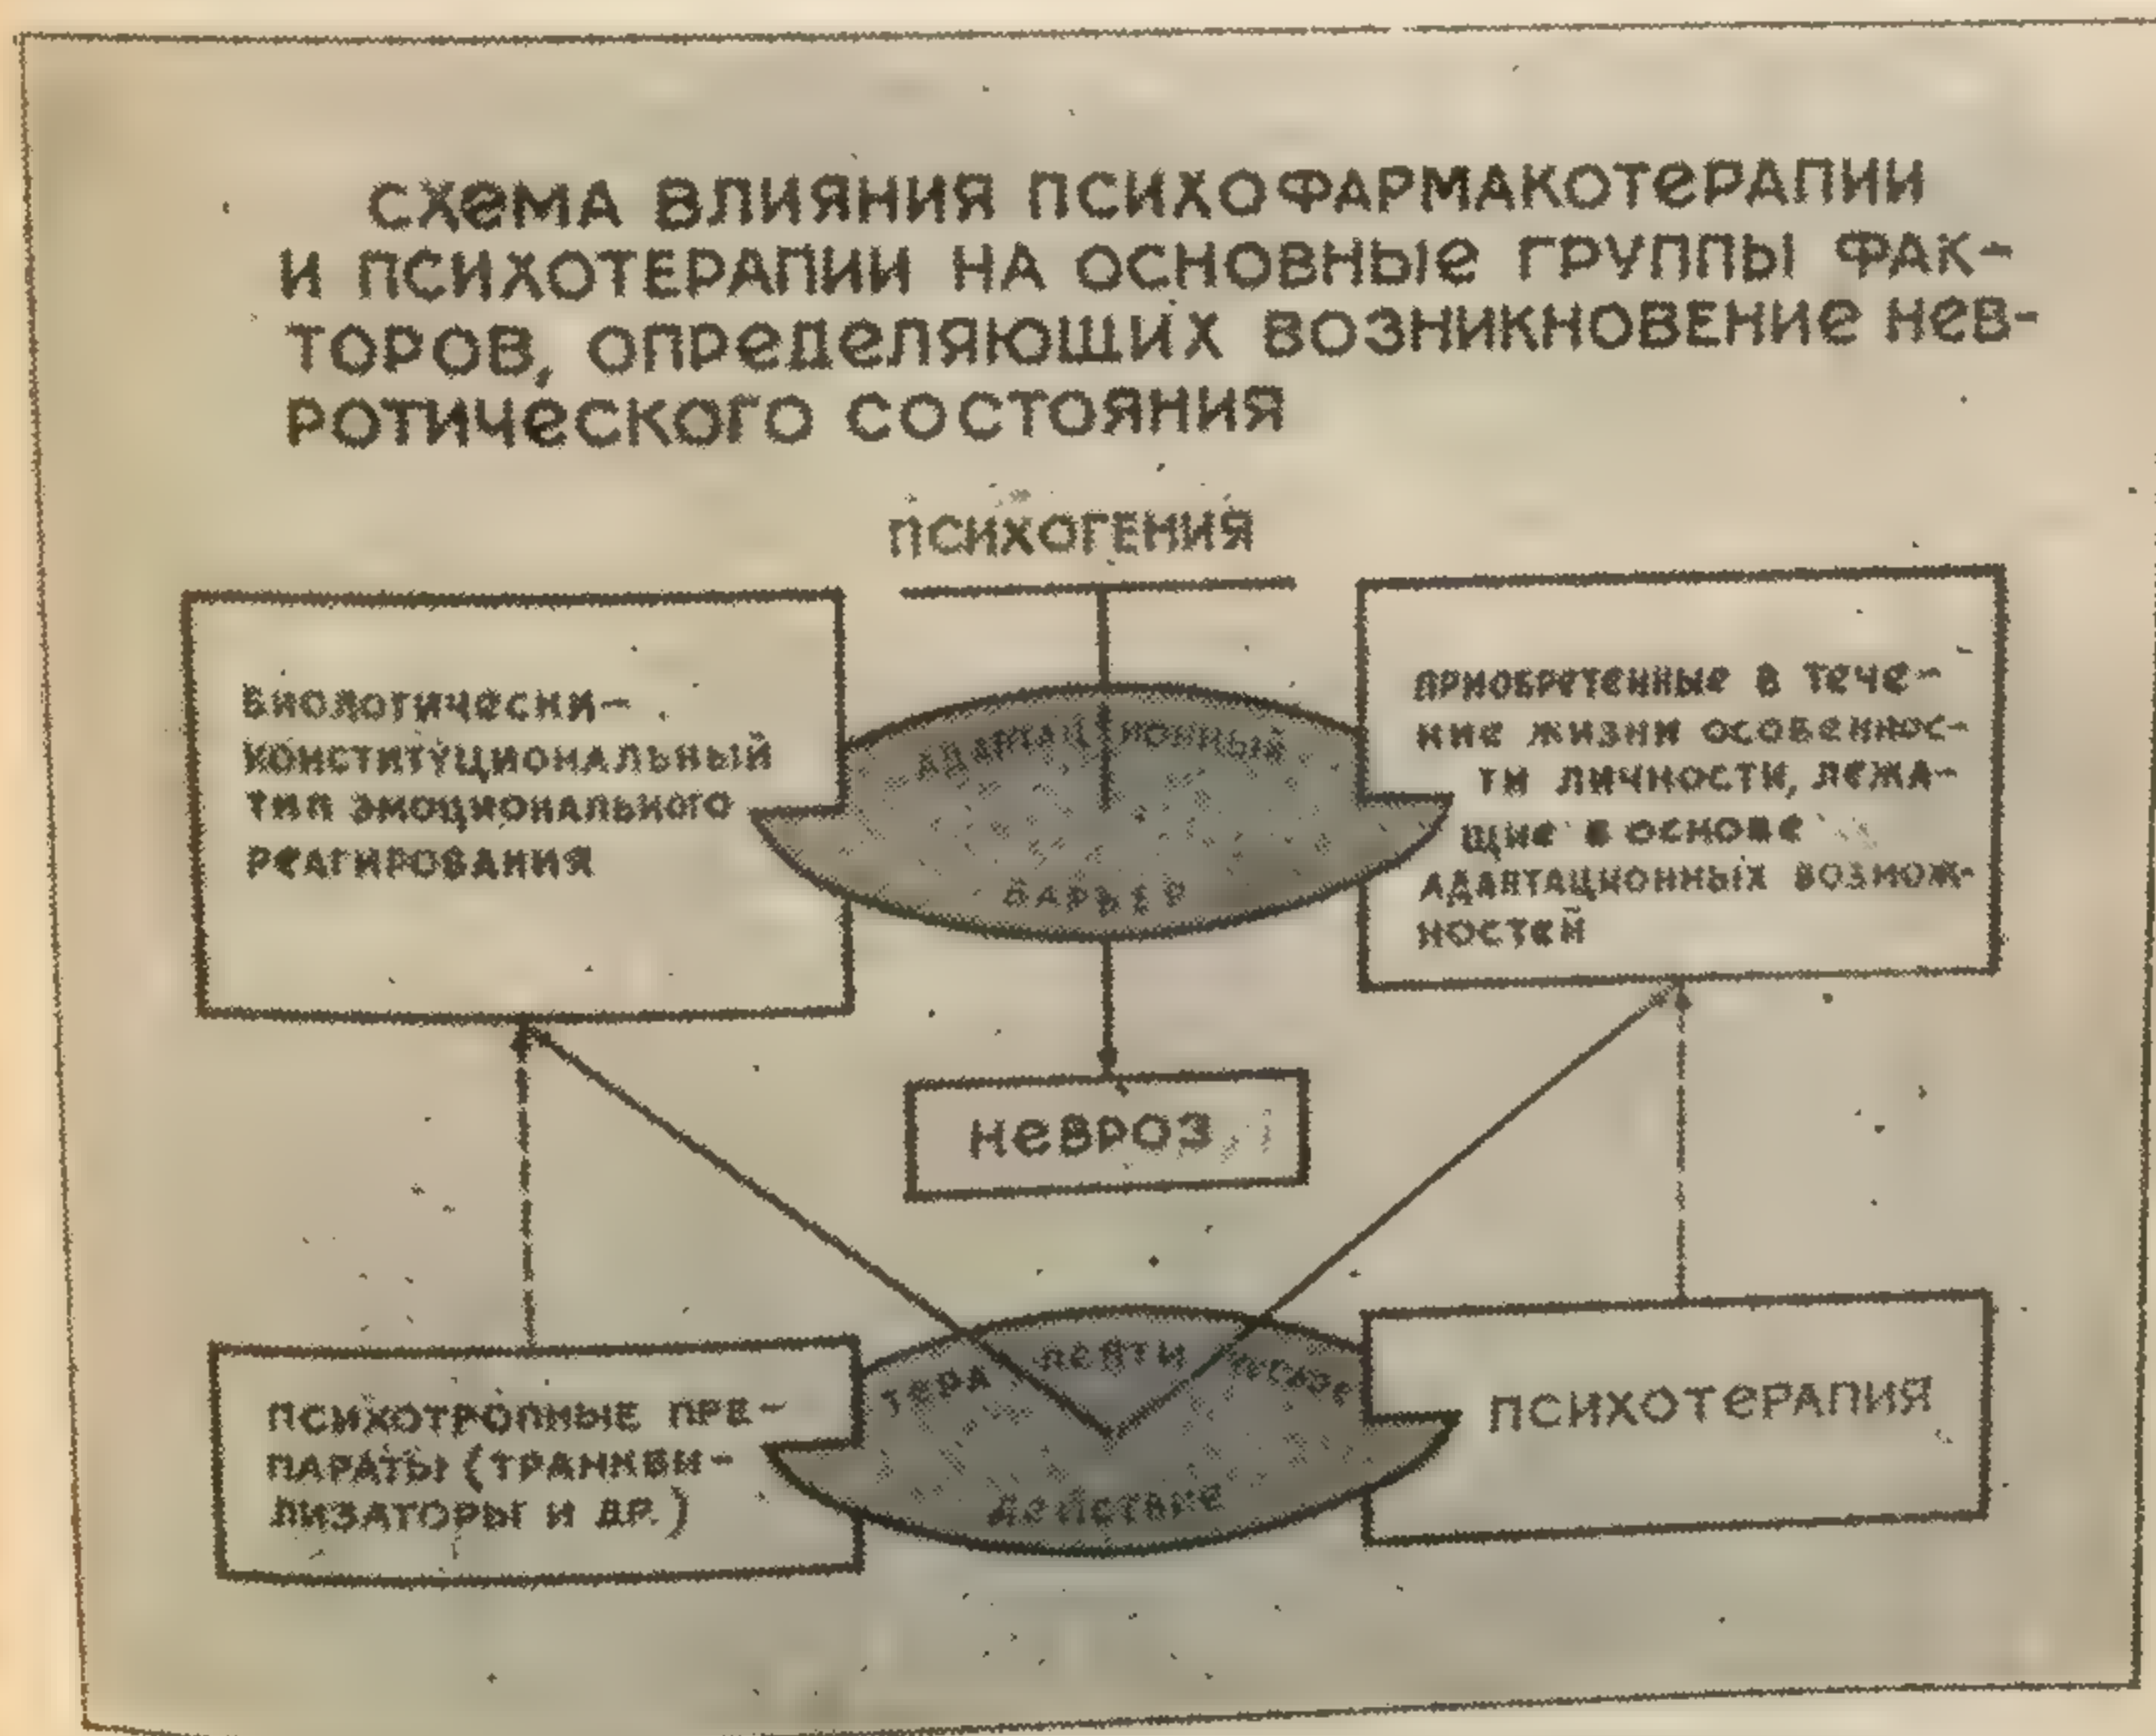 СХЕМА ВЛИЯНИЯ ПСИХОФАРМАКОТЕРАПИИ
И ПСИХОТЕРАПИИ НА ОСНОВНЫЕ ГРУППЫ ФАК-
ТОРОВ, ОПРЕДЕЛЯЮЩИХ ВОЗНИКНОВЕНИЕ НЕВ-
РОТИЧЕСКОГО СОСТОЯНИЯ
ПСИХОГЕНИЯ
БИОЛОГИЧЕСКИ-
КОНСТИТУЦИОНАЛЬНЫЙ
ТИП ЭМОЦИОНАЛЬНОГО
РЕАГИРОВАНИЯ
АДАПТАЦИОННЫЙ
БАРЬЕР
ПРИОБРЕТЕННЫЕ В ТЕЧЕ-
НИЕ ЖИЗНИ ОСОБЕННОС-
ТИ ЛИЧНОСТИ, ЛЕЖА-
ЩИЕ В ОСНОВЕ
АДАПТАЦИОННЫХ ВОЗМОЖ-
НОСТЕЙ
НЕВРОЗ
ПСИХОТРОПНЫЕ ПРЕ-
ПАРАТЫ (ТРАНКВИ-
ЛИЗАТОРЫ И ДР.)
ТЕРАПЕВТИЧЕСКОЕ
ДЕЙСТВИЕ
ПСИХОТЕРАПИЯ